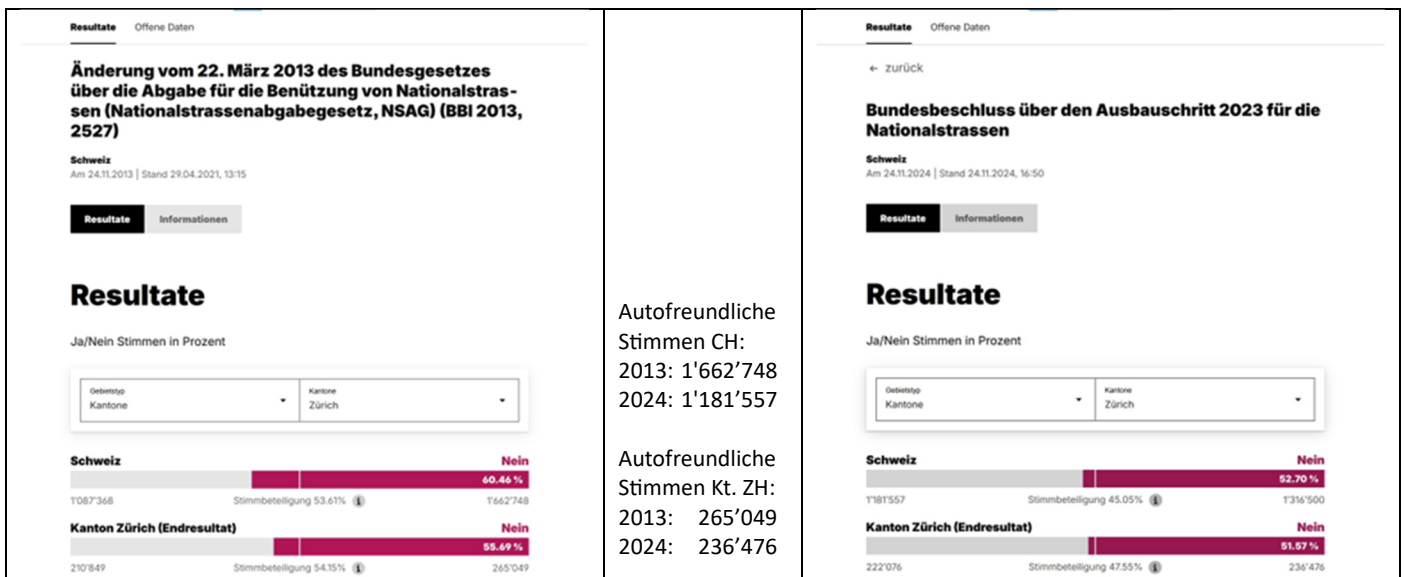 Resultate Offene Daten
Änderung vom 22. März 2013 des Bundesgesetzes
über die Abgabe für die Benützung von Nationalstras-
sen (Nationalstrassenabgabegesetz, NSAG) (BBI 2013,
2527)
Schweiz
Am 24.11.2013 | Stand 29.04.2021, 13:15
Resultate Informationen
Resultate
Ja/Nein Stimmen in Prozent
Gebietstyp Kantone
Kantone Zürich
Schweiz Nein
60.46 %
1'087'368 Stimmbeteiligung 53.61% i 1'662'748
Kanton Zürich (Endresultat) Nein
55.69 %
210'849 Stimmbeteiligung 54.15% i 265'049
Autofreundliche
Stimmen CH:
2013: 1'662’748
2024: 1'181’557
Autofreundliche
Stimmen Kt. ZH:
2013: 265’049
2024: 236’476
Resultate Offene Daten
← zurück
Bundesbeschluss über den Ausbauschritt 2023 für die
Nationalstrassen
Schweiz
Am 24.11.2024 | Stand 24.11.2024, 16:50
Resultate Informationen
Resultate
Ja/Nein Stimmen in Prozent
Gebietstyp Kantone
Kantone Zürich
Schweiz Nein
52.70 %
1'181'557 Stimmbeteiligung 45.05% i 1'316'500
Kanton Zürich (Endresultat) Nein
51.57 %
222'076 Stimmbeteiligung 47.55% i 236'476